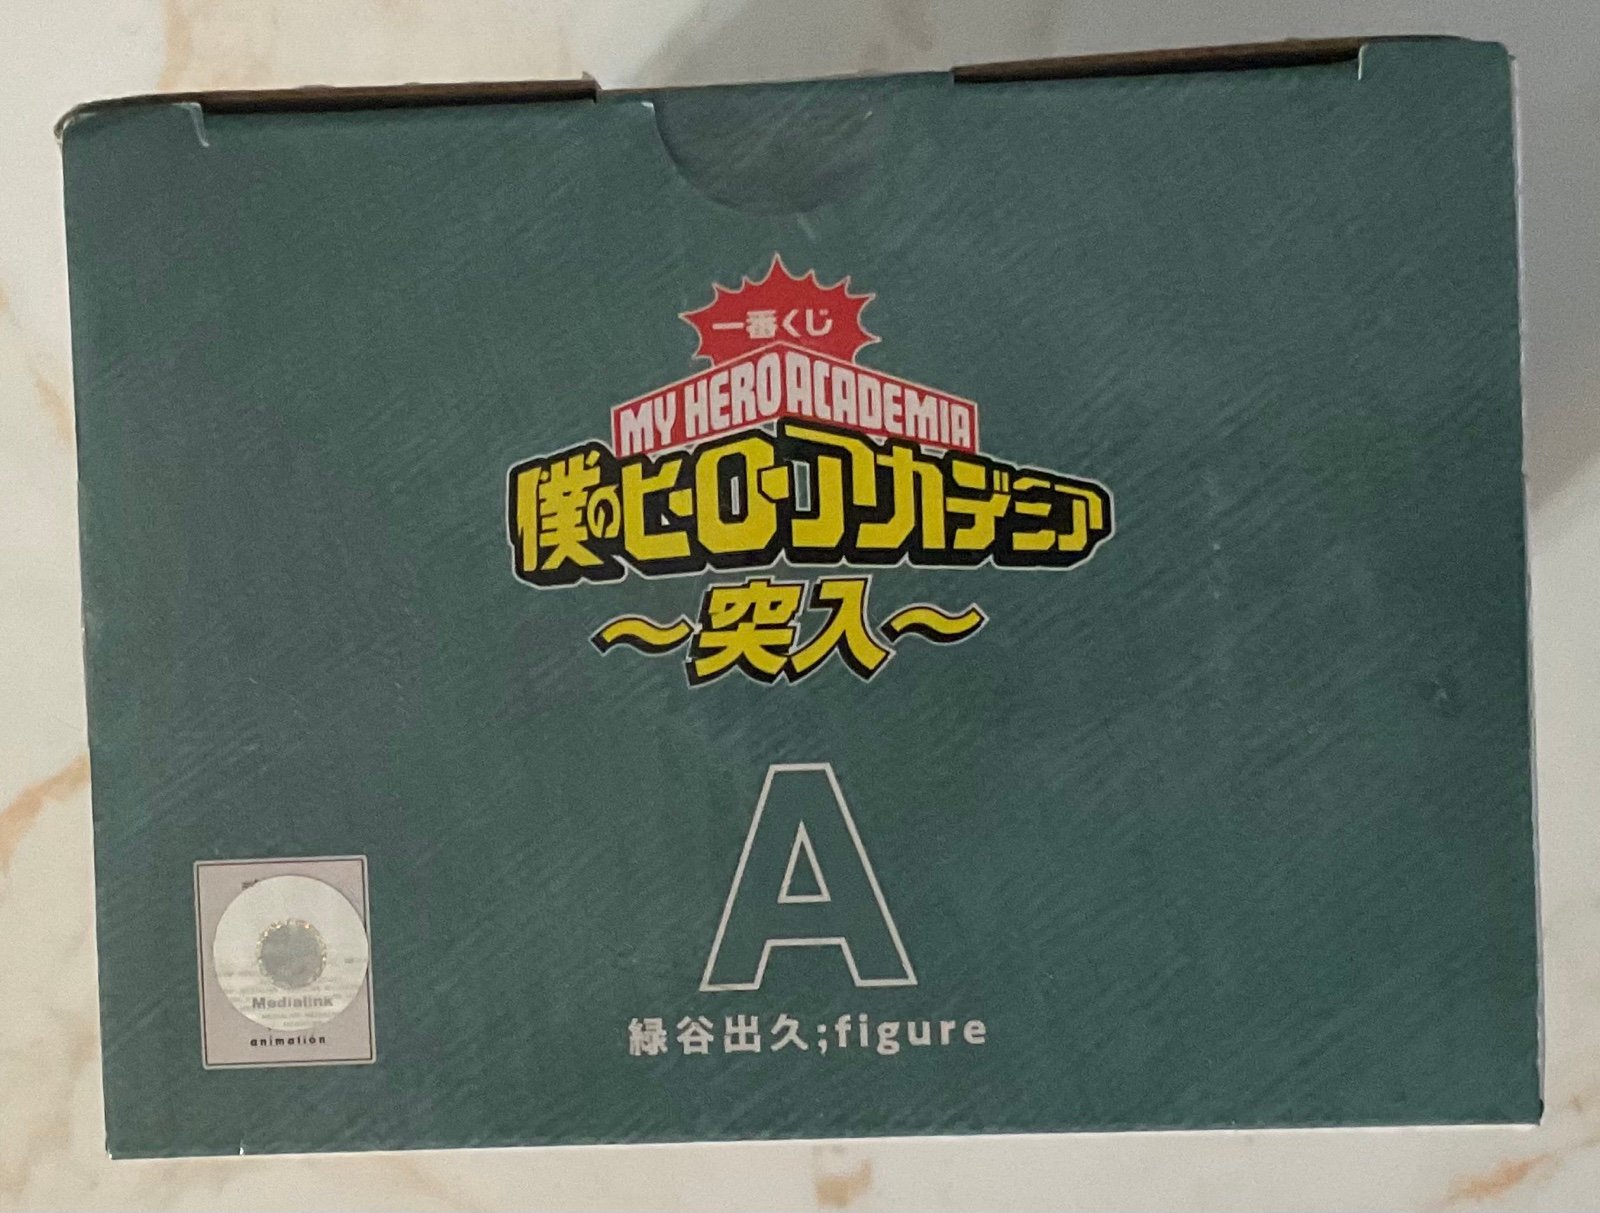 一番くじ
MY HERO ACADEMIA
僕のヒーローアカデミア
~突入~
A
緑谷出久;figure
Medialink
animation